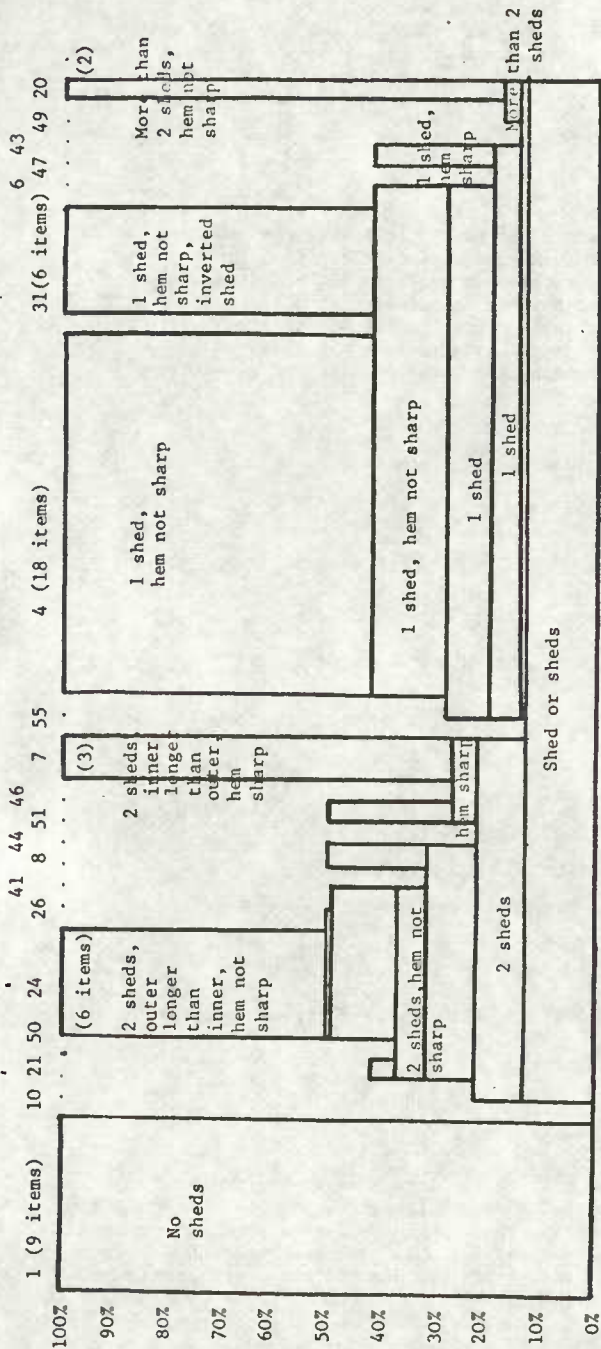 6 43
41 44 46
1 (9 items) 10 21 50 24 26 8 51 7 55 4 (18 items) 31(6 items) 47 49 20
100%
90%
80%
70%
60%
50%
40%
30%
20%
10%
0%
No
sheds
(6 items)
2 sheds,
outer
longer
than
inner,
hem not
sharp
2 sheds,hem not
sharp
2 sheds
(3)
2 sheds,
inner
longer
than
outer,
hem
sharp
hem sharp
1 shed,
hem not sharp
1 shed, hem not sharp
1 shed
1 shed
Shed or sheds
1 shed,
hem not
sharp,
inverted
shed
1 shed,
hem
sharp
(2)
More than
2 sheds,
hem not
sharp
More than 2
sheds